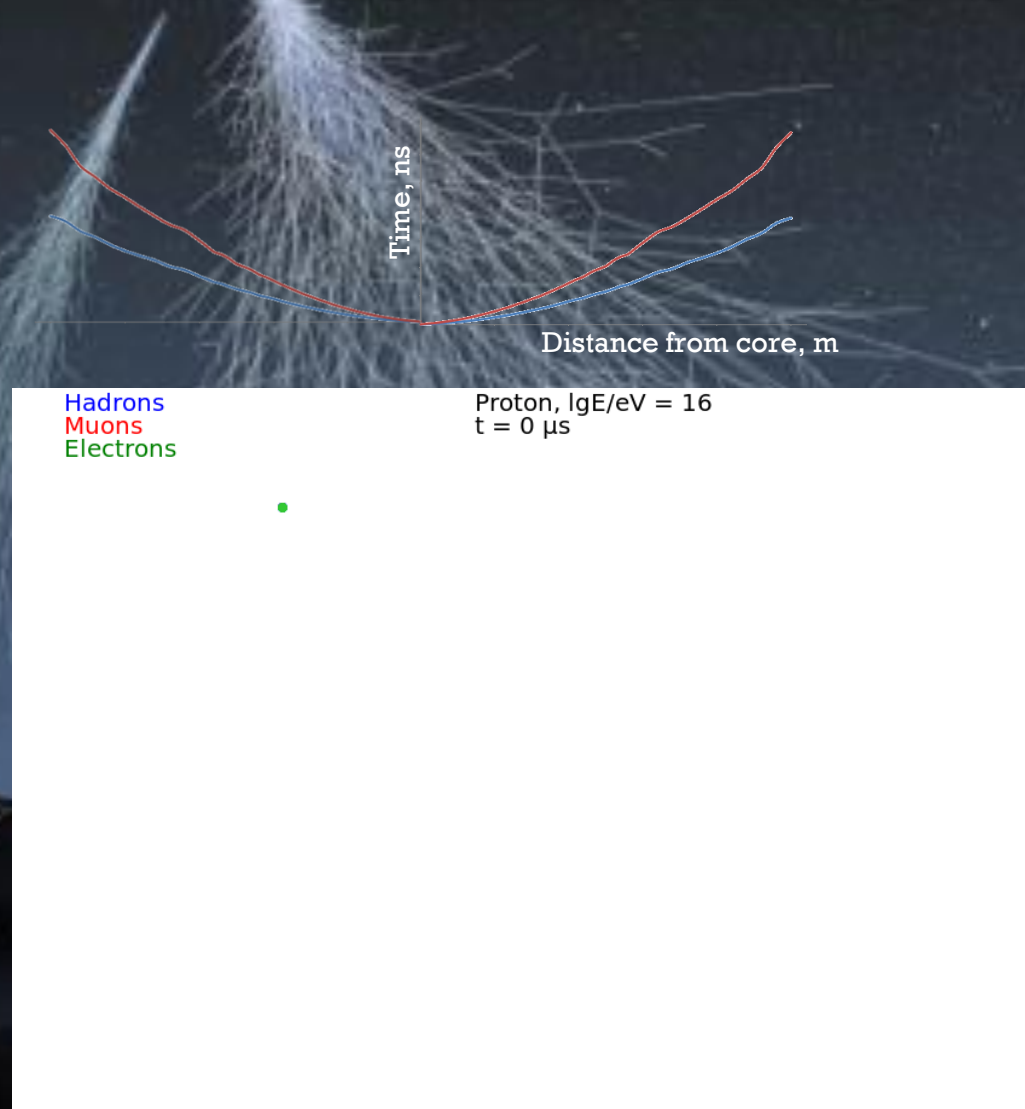 Time, ns
Distance from core, m
Hadrons
Muons
Electrons
Proton, lgE/eV = 16
t = 0 µs